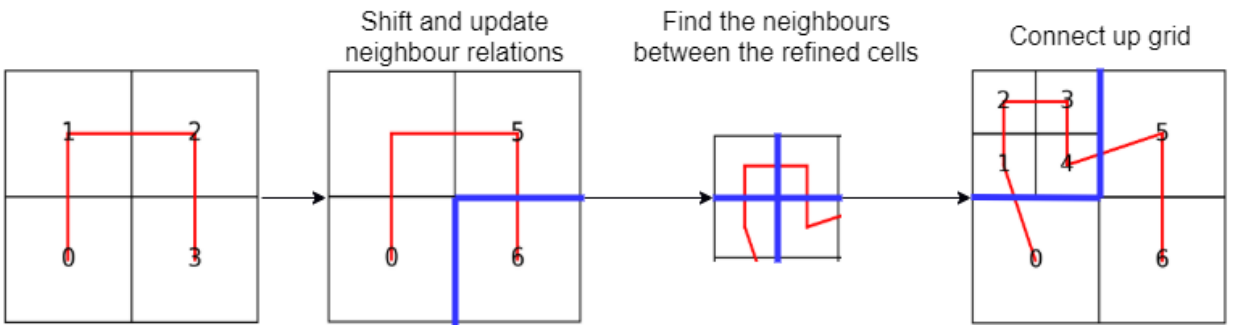 Shift and update
neighbour relations
Find the neighbours
between the refined cells
Connect up grid
1 2
0 3
5
0 6
2 3
1 4 5
0 6